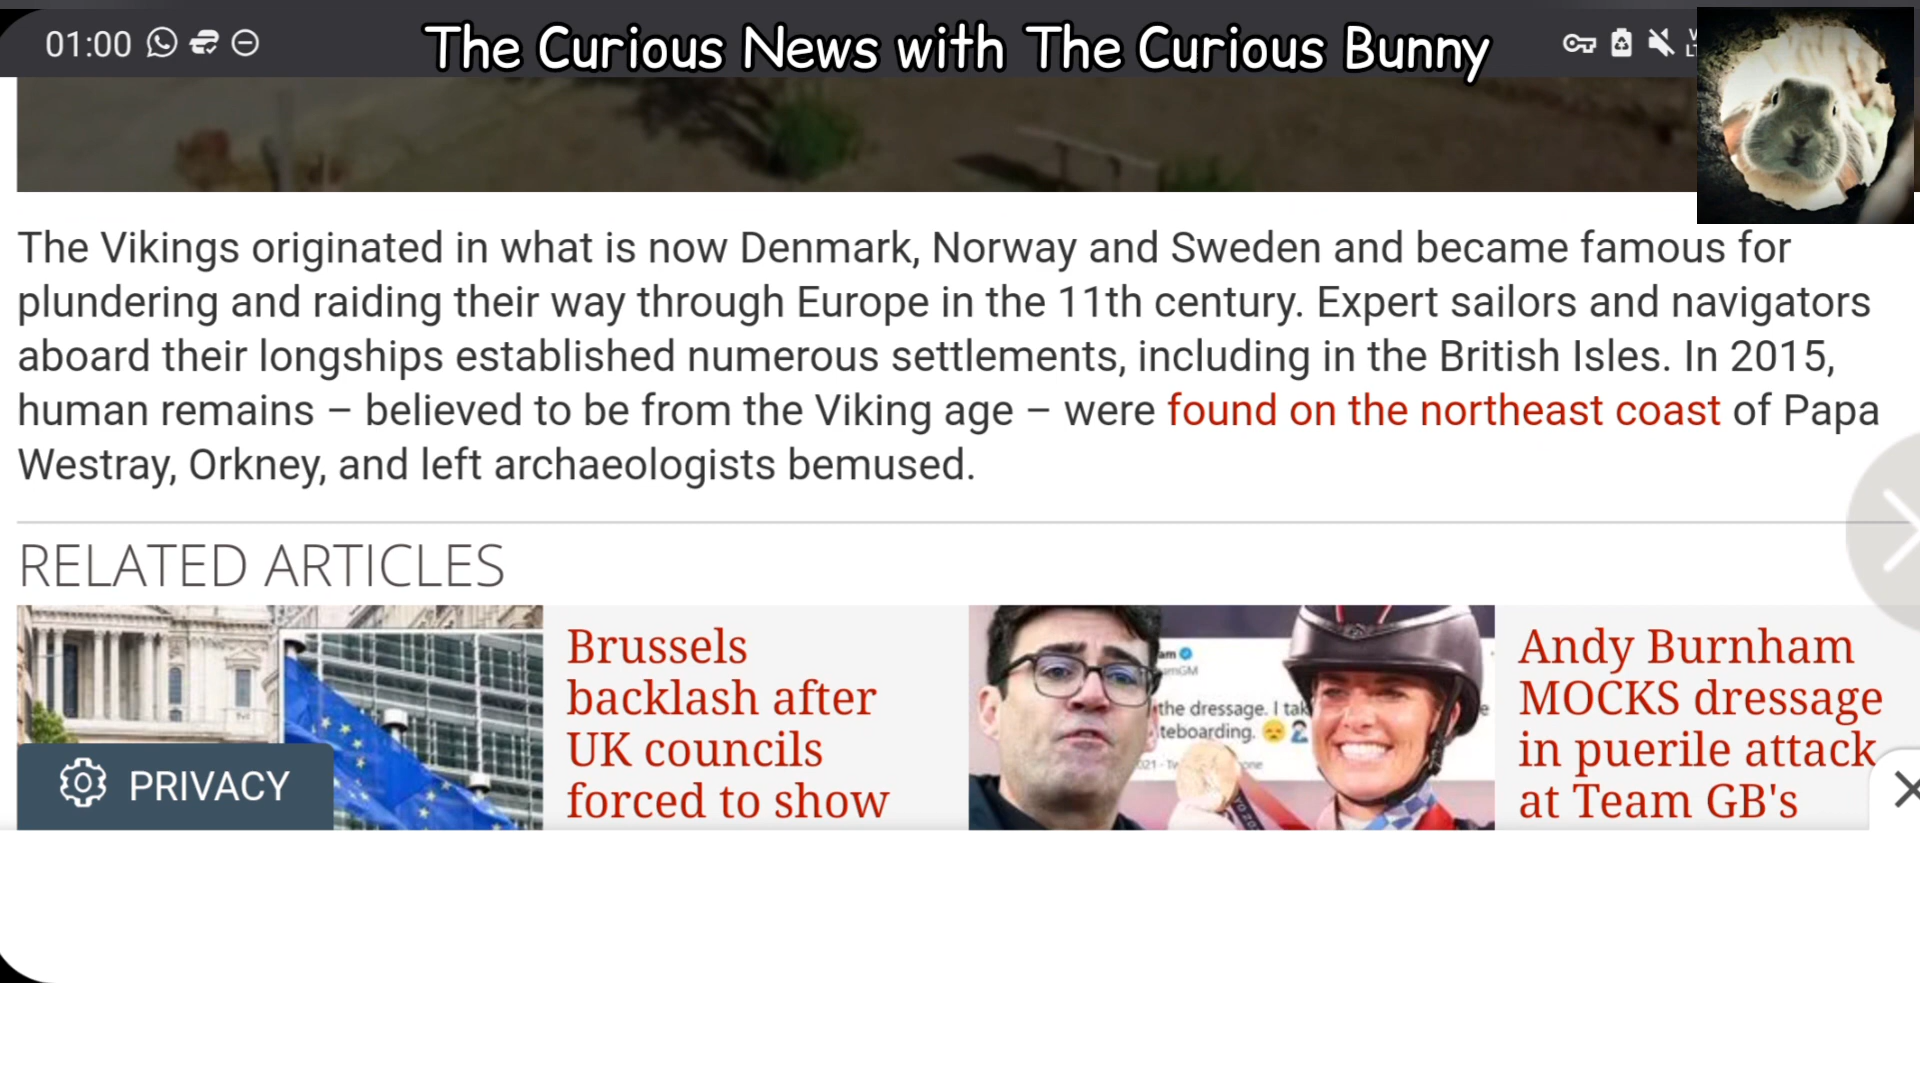 01:00
The Curious News with The Curious Bunny
The Vikings originated in what is now Denmark, Norway and Sweden and became famous for
plundering and raiding their way through Europe in the 11th century. Expert sailors and navigators
aboard their longships established numerous settlements, including in the British Isles. In 2015,
human remains – believed to be from the Viking age – were found on the northeast coast of Papa
Westray, Orkney, and left archaeologists bemused.
RELATED ARTICLES
Brussels
backlash after
UK councils
forced to show
the dressage. I
teboarding.
Andy Burnham
MOCKS dressage
in puerile attack
at Team GB's
PRIVACY